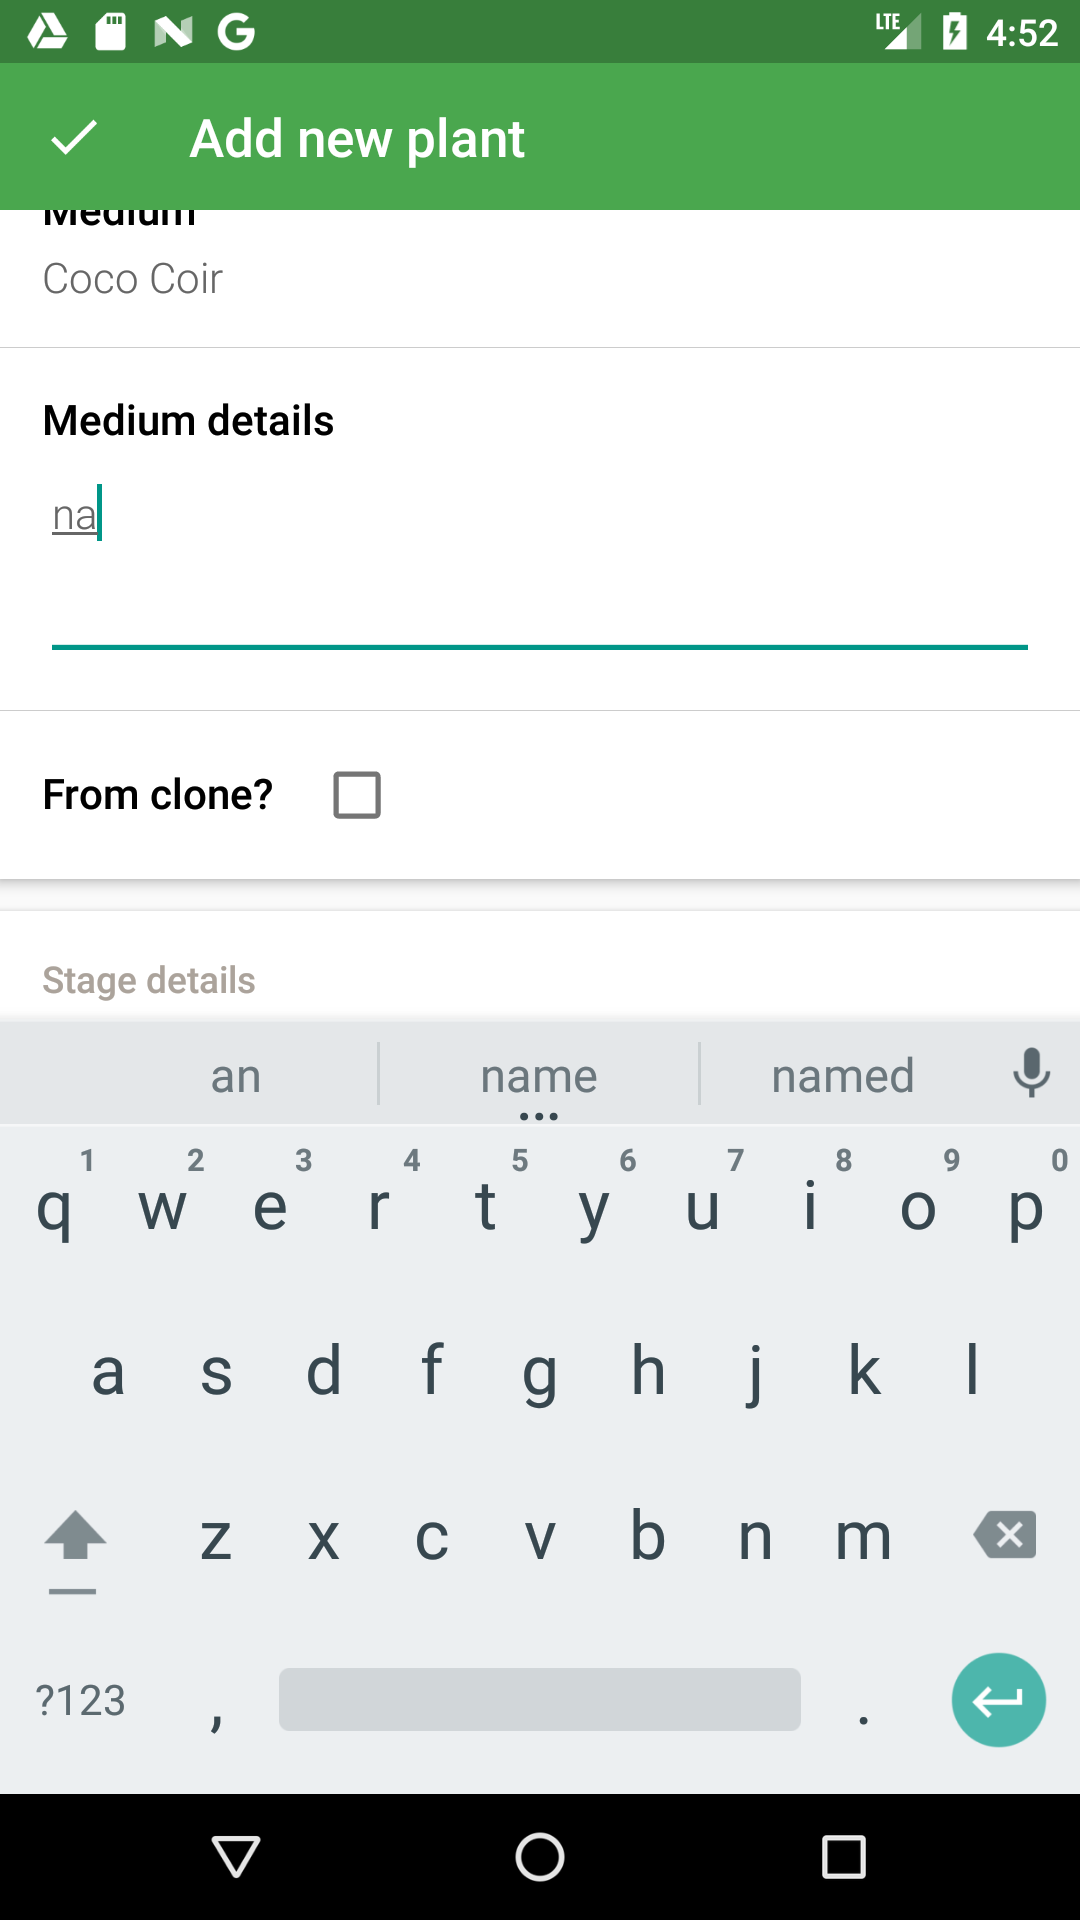 LTE 4:52
Add new plant
Medium
Coco Coir
Medium details
na
From clone?
Stage details
an name named
1 2 3 4 5 6 7 8 9 0
q w e r t y u i o p
a s d f g h j k l
z x c v b n m
?123 , .